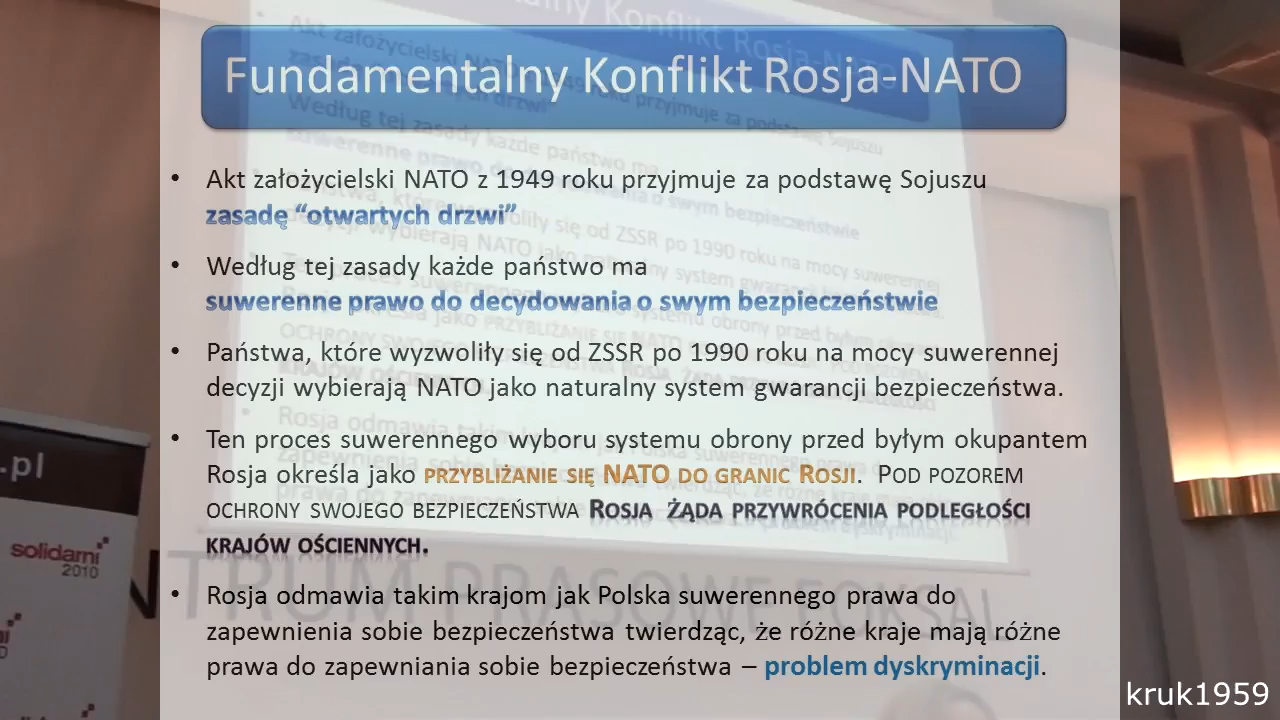 Fundamentalny Konflikt Rosja-NATO
• Akt założycielski NATO z 1949 roku przyjmuje za podstawę Sojuszu
zasadę “otwartych drzwi”
• Według tej zasady każde państwo ma
suwerenne prawo do decydowania o swym bezpieczeństwie
• Państwa, które wyzwoliły się od ZSSR po 1990 roku na mocy suwerennej
decyzji wybierają NATO jako naturalny system gwarancji bezpieczeństwa.
• Ten proces suwerennego wyboru systemu obrony przed byłym okupantem
Rosja określa jako PRZYBLIŻANIE SIĘ NATO DO GRANIC ROSJI. POD POZOREM
OCHRONY SWOJEGO BEZPIECZEŃSTWA ROSJA ŻĄDA PRZYWRÓCENIA PODLEGŁOŚCI
KRAJÓW OŚCIENNYCH.
• Rosja odmawia takim krajom jak Polska suwerennego prawa do
zapewnienia sobie bezpieczeństwa twierdząc, że różne kraje mają różne
prawa do zapewniania sobie bezpieczeństwa – problem dyskryminacji.
.pl
solidarni
2010
NTRUM PRASOWE FOKSAL
kruk1959